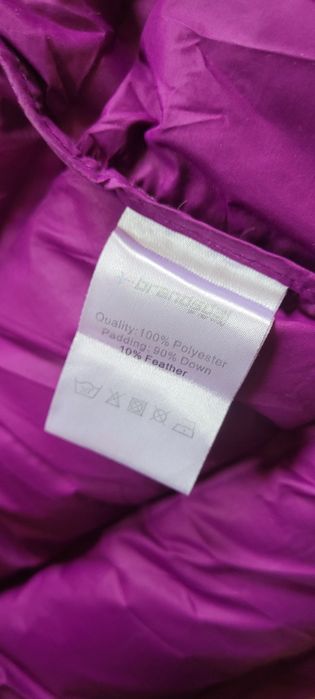 Quality:100% Polyester
Padding: 90% Down
10% Feather